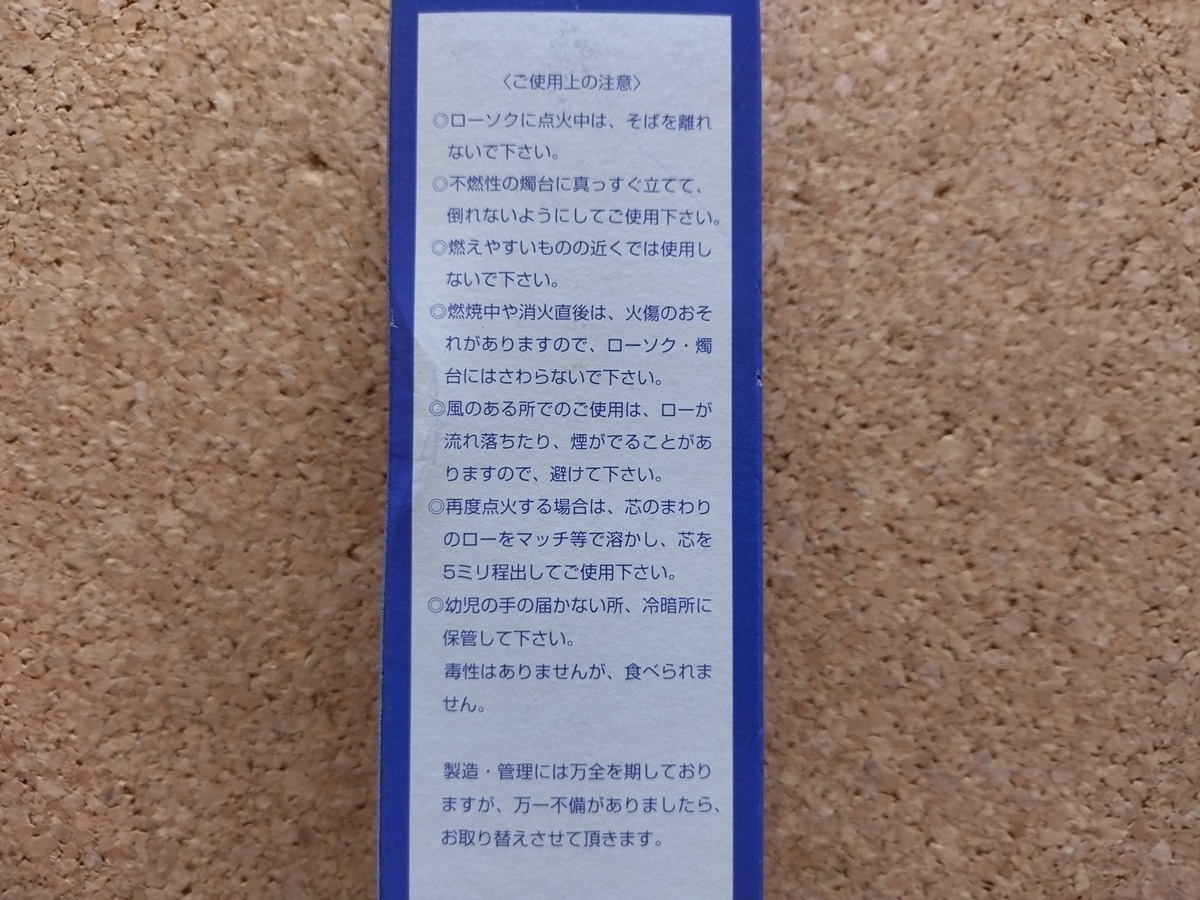 〈ご使用上の注意〉
◎ローソクに点火中は、そばを離れ
ないで下さい。
◎不燃性の燭台に真っすぐ立てて、
倒れないようにしてご使用下さい。
◎燃えやすいものの近くでは使用し
ないで下さい。
◎燃焼中や消火直後は、火傷のおそ
れがありますので、ローソク・燭
台にはさわらないで下さい。
◎風のある所でのご使用は、ローが
流れ落ちたり、煙がでることがあ
りますので、避けて下さい。
◎再度点火する場合は、芯のまわり
のローをマッチ等で溶かし、芯を
5ミリ程出してご使用下さい。
◎幼児の手の届かない所、冷暗所に
保管して下さい。
毒性はありませんが、食べられま
せん。
製造・管理には万全を期しており
ますが、万一不備がありましたら、
お取り替えさせて頂きます。